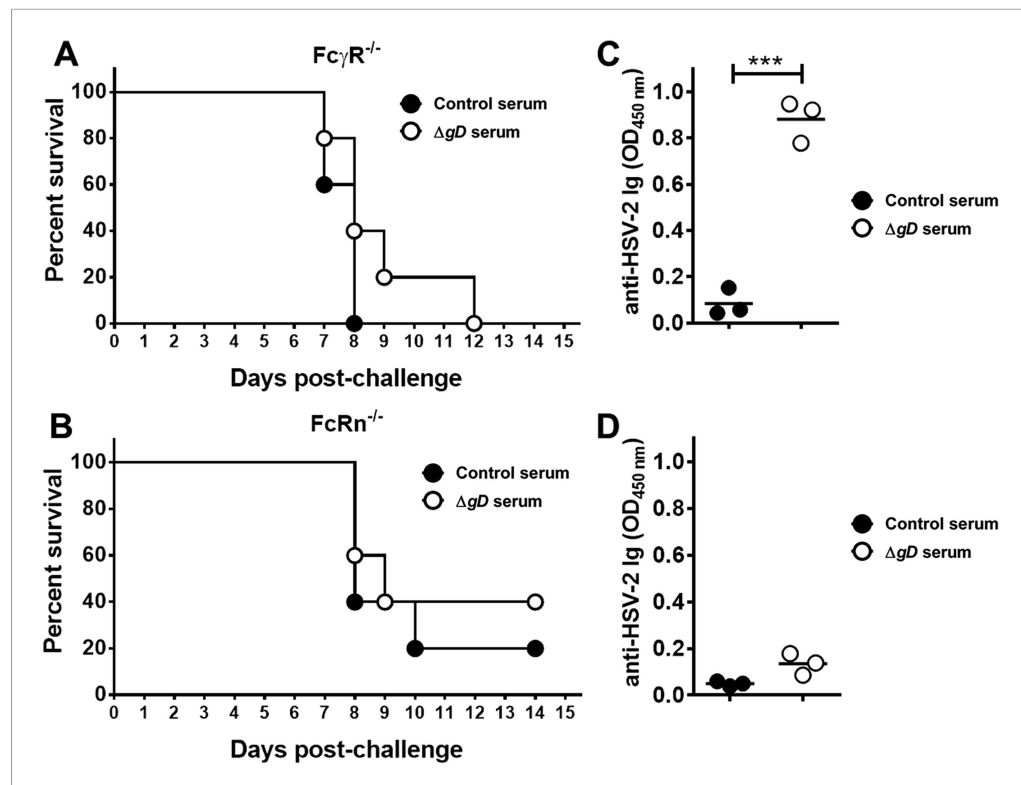 A
FcγR-/-
Percent survival
100
80
60
40
20
0
Control serum
ΔgD serum
0 1 2 3 4 5 6 7 8 9 10 11 12 13 14 15
Days post-challenge
C
***
anti-HSV-2 Ig (OD450 nm)
1.0
0.8
0.6
0.4
0.2
0.0
Control serum
ΔgD serum
B
FcRn-/-
Percent survival
100
80
60
40
20
0
Control serum
ΔgD serum
0 1 2 3 4 5 6 7 8 9 10 11 12 13 14 15
Days post-challenge
D
anti-HSV-2 Ig (OD450 nm)
1.0
0.8
0.6
0.4
0.2
0.0
Control serum
ΔgD serum